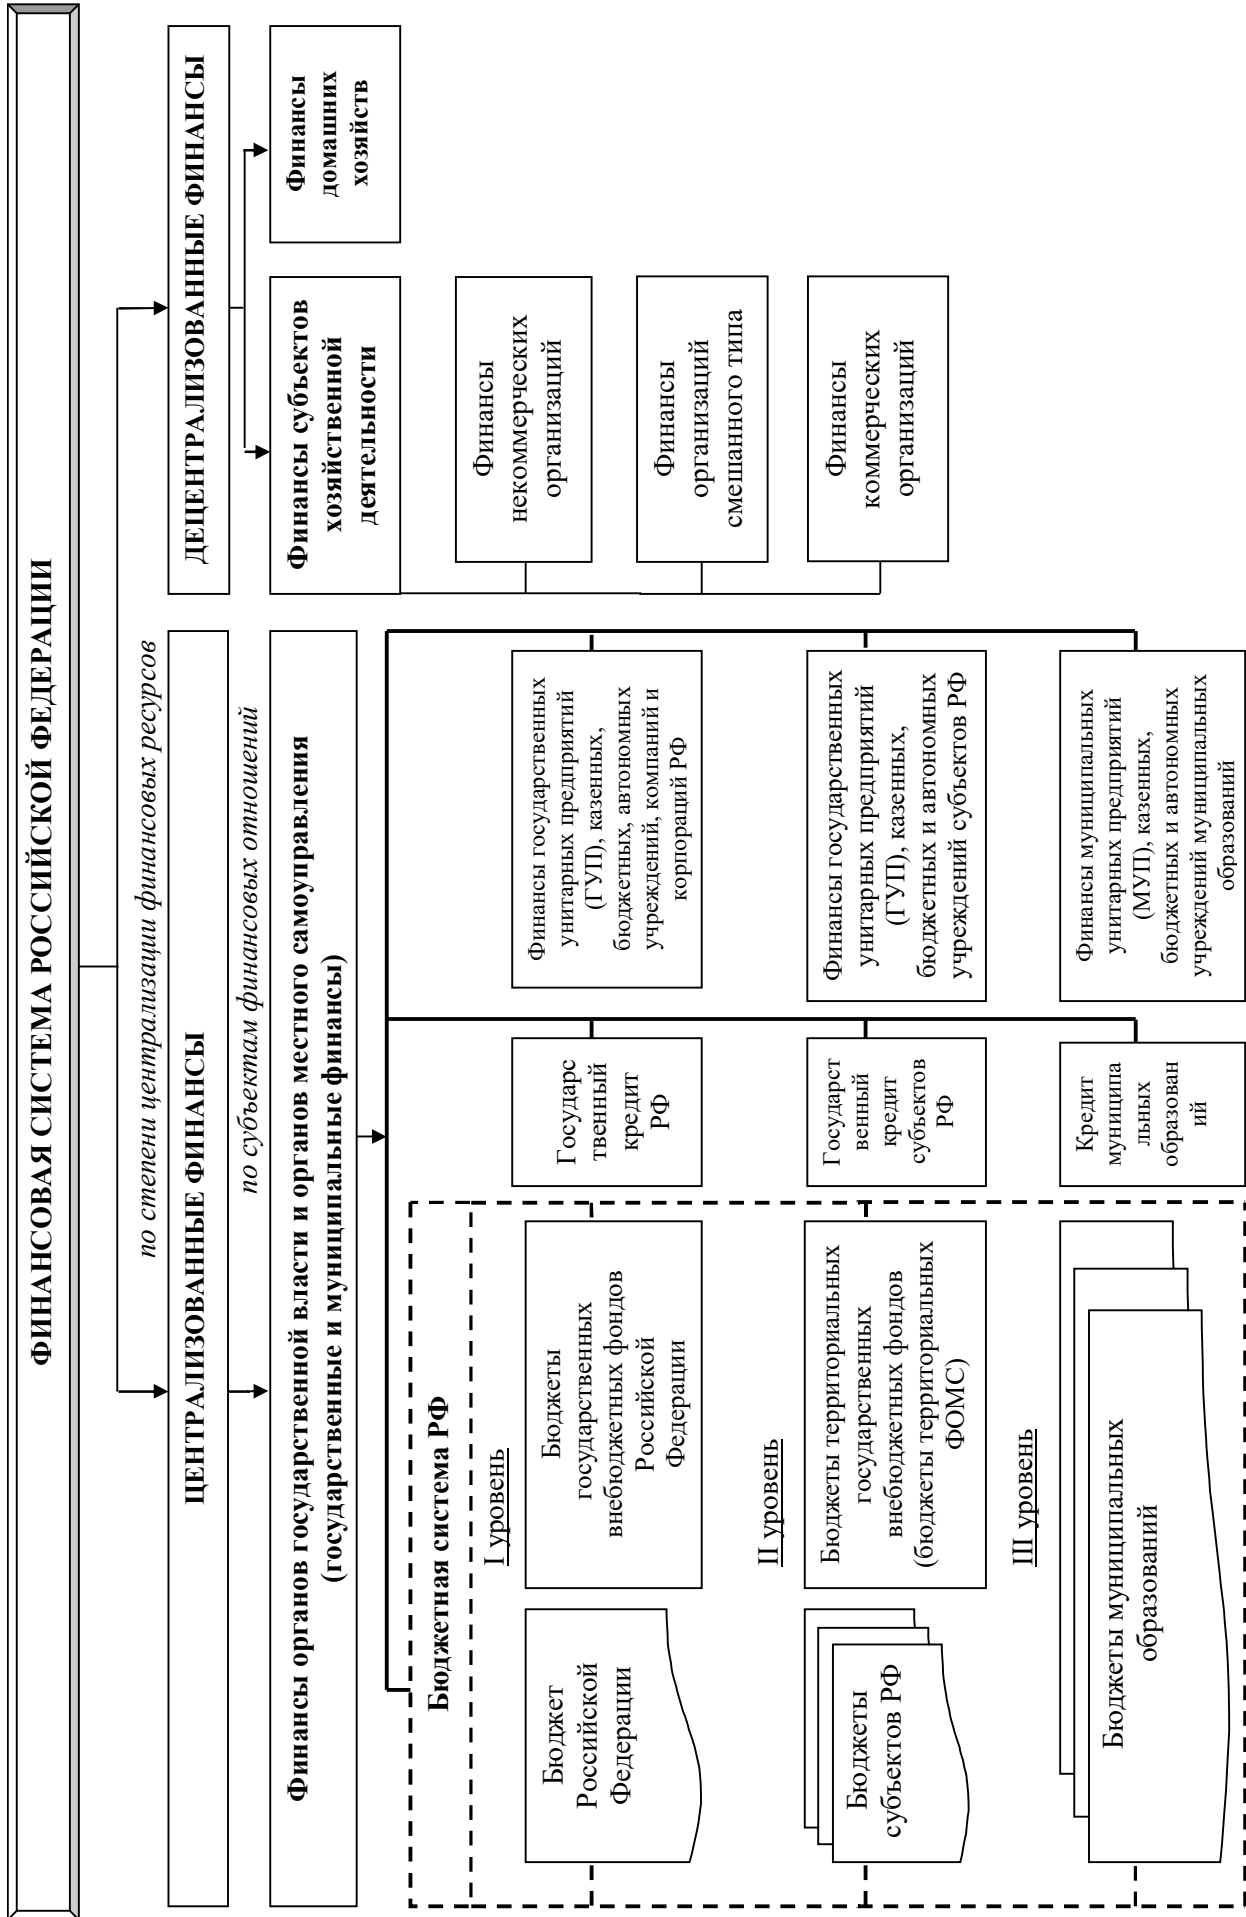 ФИНАНСОВАЯ СИСТЕМА РОССИЙСКОЙ ФЕДЕРАЦИИ
по степени централизации финансовых ресурсов
ЦЕНТРАЛИЗОВАННЫЕ ФИНАНСЫ
ДЕЦЕНТРАЛИЗОВАННЫЕ ФИНАНСЫ
по субъектам финансовых отношений
Финансы органов государственной власти и органов местного самоуправления
(государственные и муниципальные финансы)
Финансы субъектов
хозяйственной
деятельности
Финансы
домашних
хозяйств
Бюджетная система РФ
I уровень
Бюджет
Российской
Федерации
Бюджеты
государственных
внебюджетных фондов
Российской
Федерации
Государс
твенный
кредит
РФ
Финансы государственных
унитарных предприятий
(ГУП), казенных,
бюджетных, автономных
учреждений, компаний и
корпораций РФ
Финансы
некоммерческих
организаций
Финансы
организаций
смешанного типа
II уровень
Бюджеты
субъектов РФ
Бюджеты территориальных
государственных
внебюджетных фондов
(бюджеты территориальных
ФОМС)
Государст
венный
кредит
субъектов
РФ
Финансы государственных
унитарных предприятий
(ГУП), казенных,
бюджетных и автономных
учреждений субъектов РФ
Финансы
коммерческих
организаций
III уровень
Бюджеты муниципальных
образований
Кредит
муниципа
льных
образован
ий
Финансы муниципальных
унитарных предприятий
(МУП), казенных,
бюджетных и автономных
учреждений муниципальных
образований